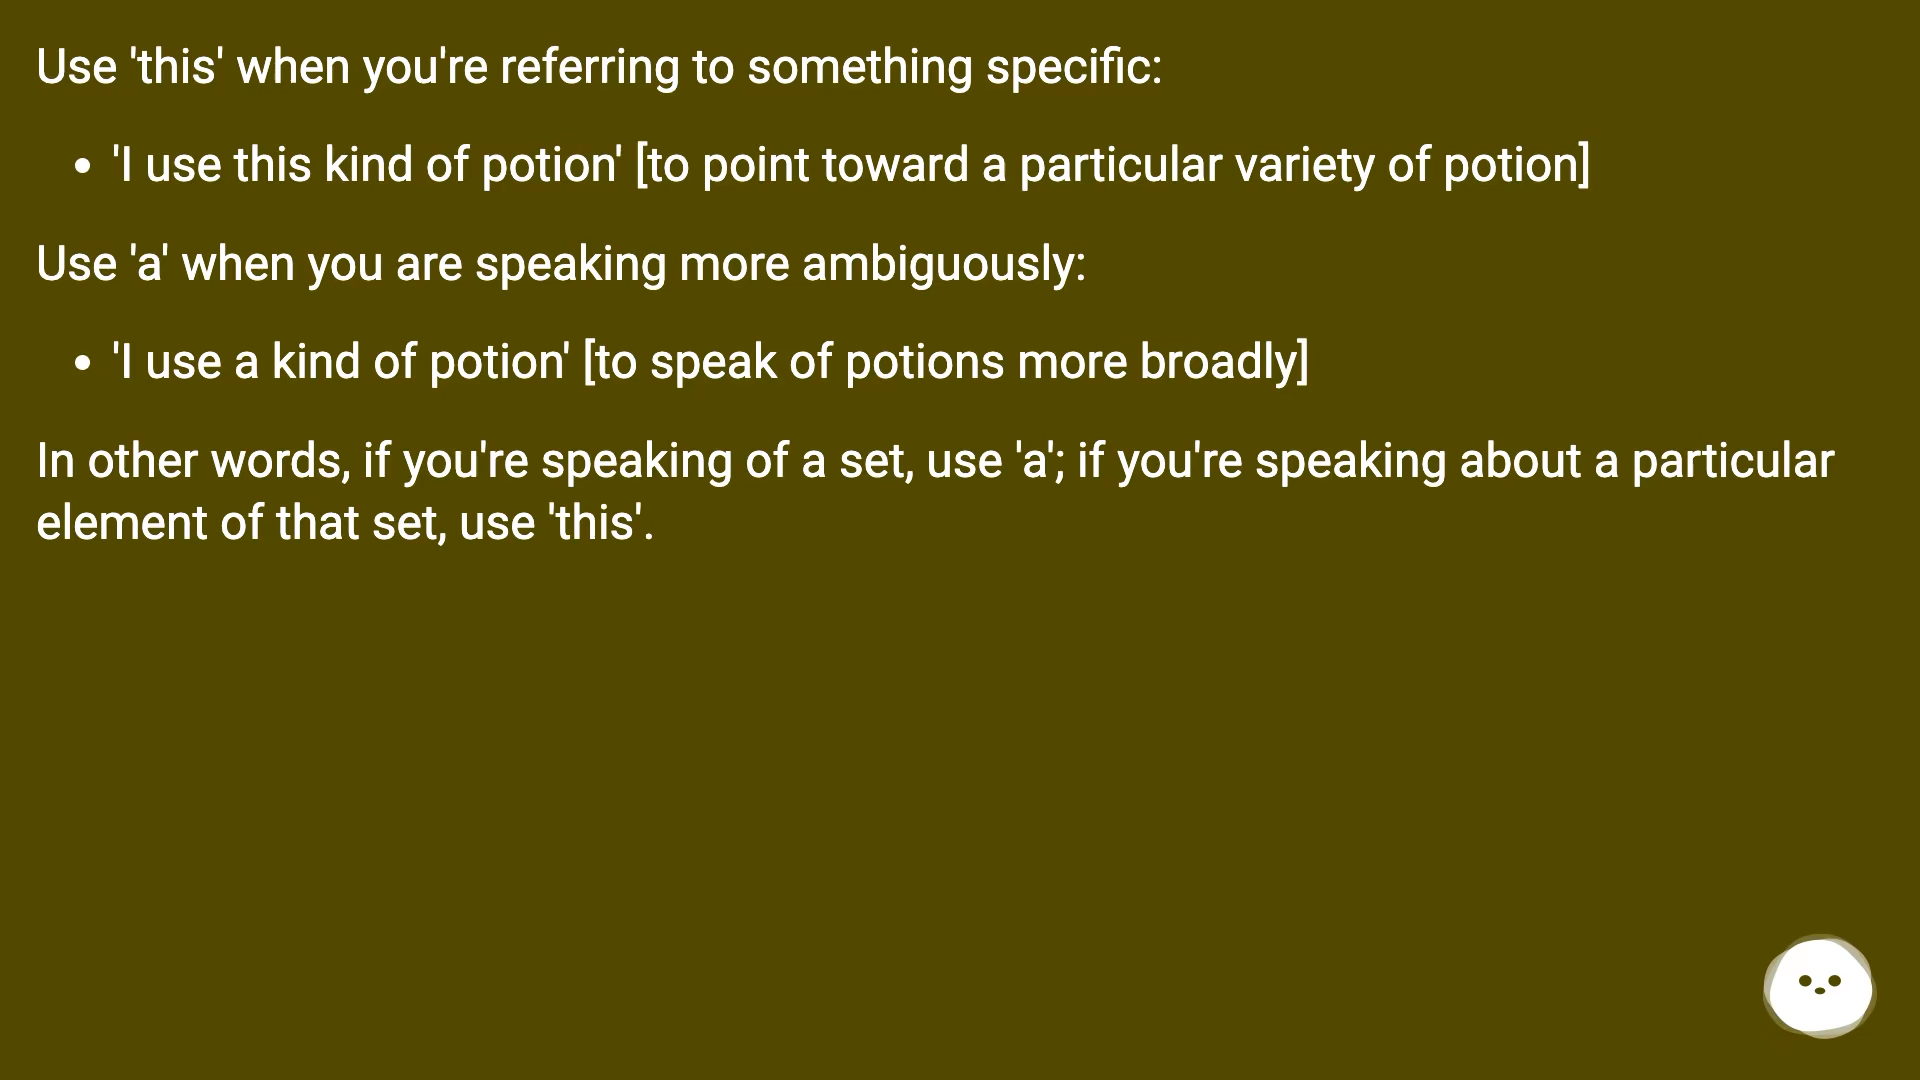 Use 'this' when you're referring to something specific:
• 'I use this kind of potion' [to point toward a particular variety of potion]
Use 'a' when you are speaking more ambiguously:
• 'I use a kind of potion' [to speak of potions more broadly]
In other words, if you're speaking of a set, use 'a'; if you're speaking about a particular
element of that set, use 'this'.